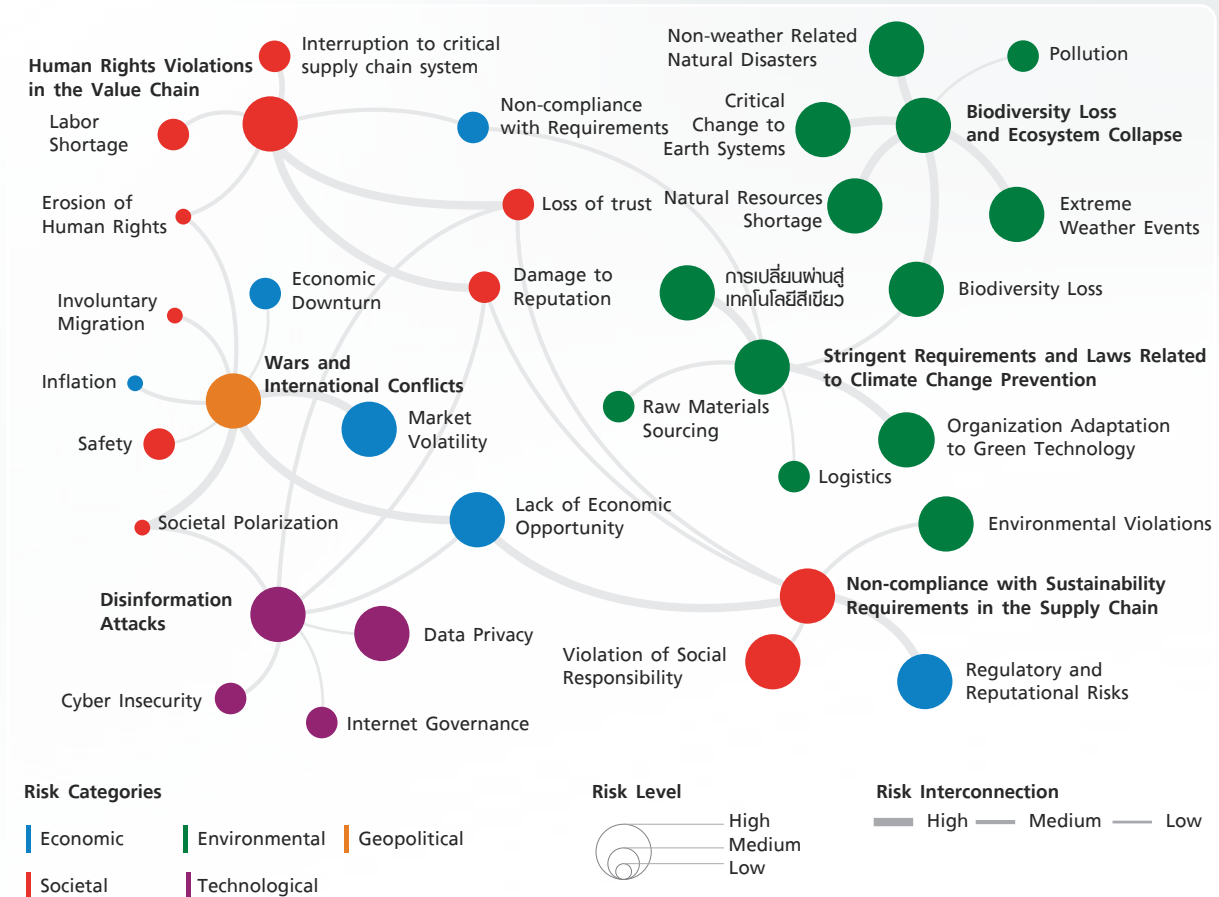 Interruption to critical
supply chain system
Human Rights Violations
in the Value Chain
Labor
Shortage
Erosion of
Human Rights
Non-compliance
with Requirements
Loss of trust
Damage to
Reputation
Non-weather Related
Natural Disasters
Pollution
Critical
Change to
Earth Systems
Biodiversity Loss
and Ecosystem Collapse
Natural Resources
Shortage
Extreme
Weather Events
Biodiversity Loss
การเปลี่ยนผ่านสู่
เทคโนโลยีสีเขียว
Economic
Downturn
Involuntary
Migration
Inflation
Wars and
International Conflicts
Market
Volatility
Safety
Societal Polarization
Stringent Requirements and Laws Related
to Climate Change Prevention
Raw Materials
Sourcing
Organization Adaptation
to Green Technology
Logistics
Lack of Economic
Opportunity
Environmental Violations
Disinformation
Attacks
Data Privacy
Cyber Insecurity
Internet Governance
Non-compliance with Sustainability
Requirements in the Supply Chain
Violation of Social
Responsibility
Regulatory and
Reputational Risks
Risk Categories
Economic
Environmental
Geopolitical
Societal
Technological
Risk Level
High
Medium
Low
Risk Interconnection
High
Medium
Low